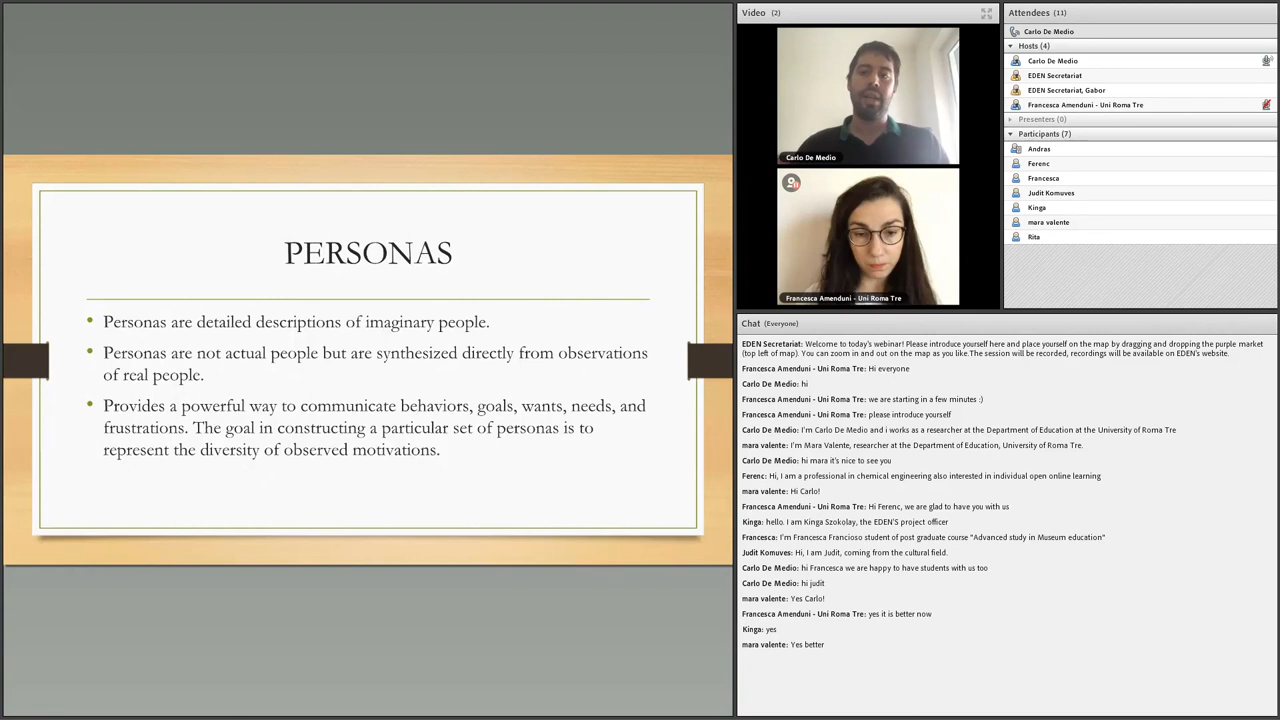 PERSONAS
Personas are detailed descriptions of imaginary people.
Personas are not actual people but are synthesized directly from observations
of real people.
Provides a powerful way to communicate behaviors, goals, wants, needs, and
frustrations. The goal in constructing a particular set of personas is to
represent the diversity of observed motivations.
Video (2)
Carlo De Medio
Francesca Amenduni - Uni Roma Tre
Attendees (11)
Carlo De Medio
Hosts (4)
Carlo De Medio
EDEN Secretariat
EDEN Secretariat, Gabor
Francesca Amenduni - Uni Roma Tre
Presenters (0)
Participants (7)
Andras
Ferenc
Francesca
Judit Komuves
Kinga
mara valente
Rita
Chat (Everyone)
EDEN Secretariat: Welcome to today's webinar! Please introduce yourself here and place yourself on the map by dragging and dropping the purple market
(top left of map). You can zoom in and out on the map as you like.The session will be recorded, recordings will be available on EDEN's website.
Francesca Amenduni - Uni Roma Tre: Hi everyone
Carlo De Medio: hi
Francesca Amenduni - Uni Roma Tre: we are starting in a few minutes :)
Francesca Amenduni - Uni Roma Tre: please introduce yourself
Carlo De Medio: I'm Carlo De Medio and i works as a researcher at the Department of Education at the University of Roma Tre
mara valente: I'm Mara Valente, researcher at the Department of Education, University of Roma Tre.
Carlo De Medio: hi mara it's nice to see you
Ferenc: Hi, I am a professional in chemical engineering also interested in individual open online learning
mara valente: Hi Carlo!
Francesca Amenduni - Uni Roma Tre: Hi Ferenc, we are glad to have you with us
Kinga: hello. I am Kinga Szokolay, the EDEN'S project officer
Francesca: I'm Francesca Francioso student of post graduate course "Advanced study in Museum education"
Judit Komuves: Hi, I am Judit, coming from the cultural field.
Carlo De Medio: hi Francesca we are happy to have students with us too
Carlo De Medio: hi judit
mara valente: Yes Carlo!
Francesca Amenduni - Uni Roma Tre: yes it is better now
Kinga: yes
mara valente: Yes better